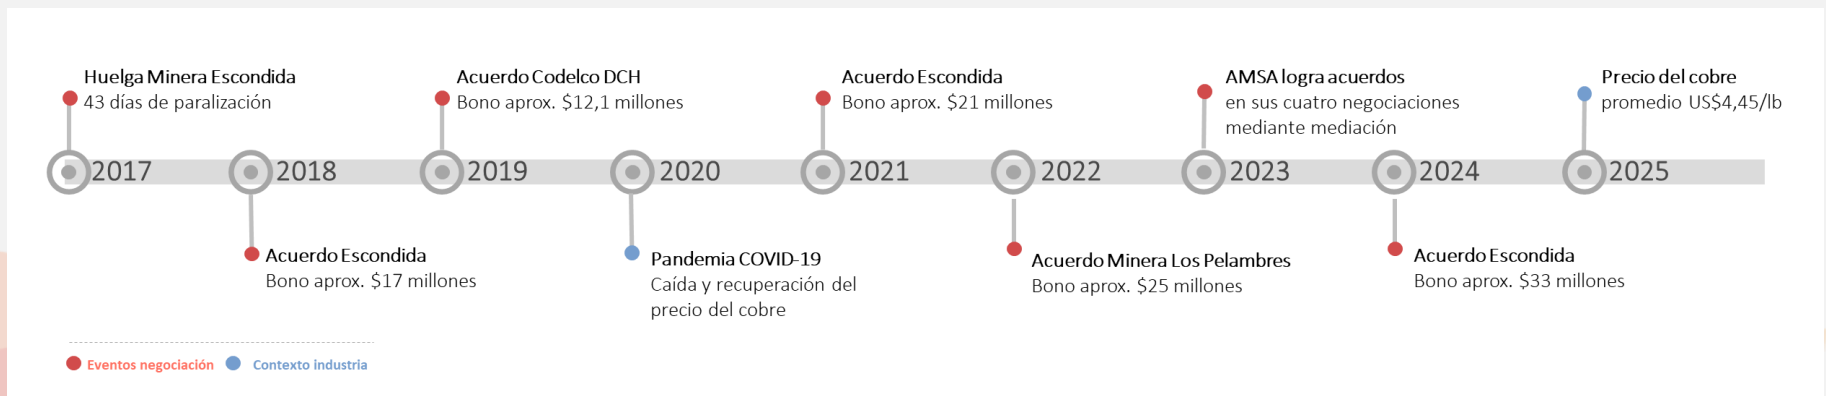 Huelga Minera Escondida
43 días de paralización
Acuerdo Codelco DCH
Bono aprox. $12,1 millones
Acuerdo Escondida
Bono aprox. $21 millones
AMSA logra acuerdos
en sus cuatro negociaciones
mediante mediación
Precio del cobre
promedio US$4,45/lb
2017
2018
2019
2020
2021
2022
2023
2024
2025
Acuerdo Escondida
Bono aprox. $17 millones
Pandemia COVID-19
Caída y recuperación del
precio del cobre
Acuerdo Minera Los Pelambres
Bono aprox. $25 millones
Acuerdo Escondida
Bono aprox. $33 millones
Eventos negociación
Contexto industria